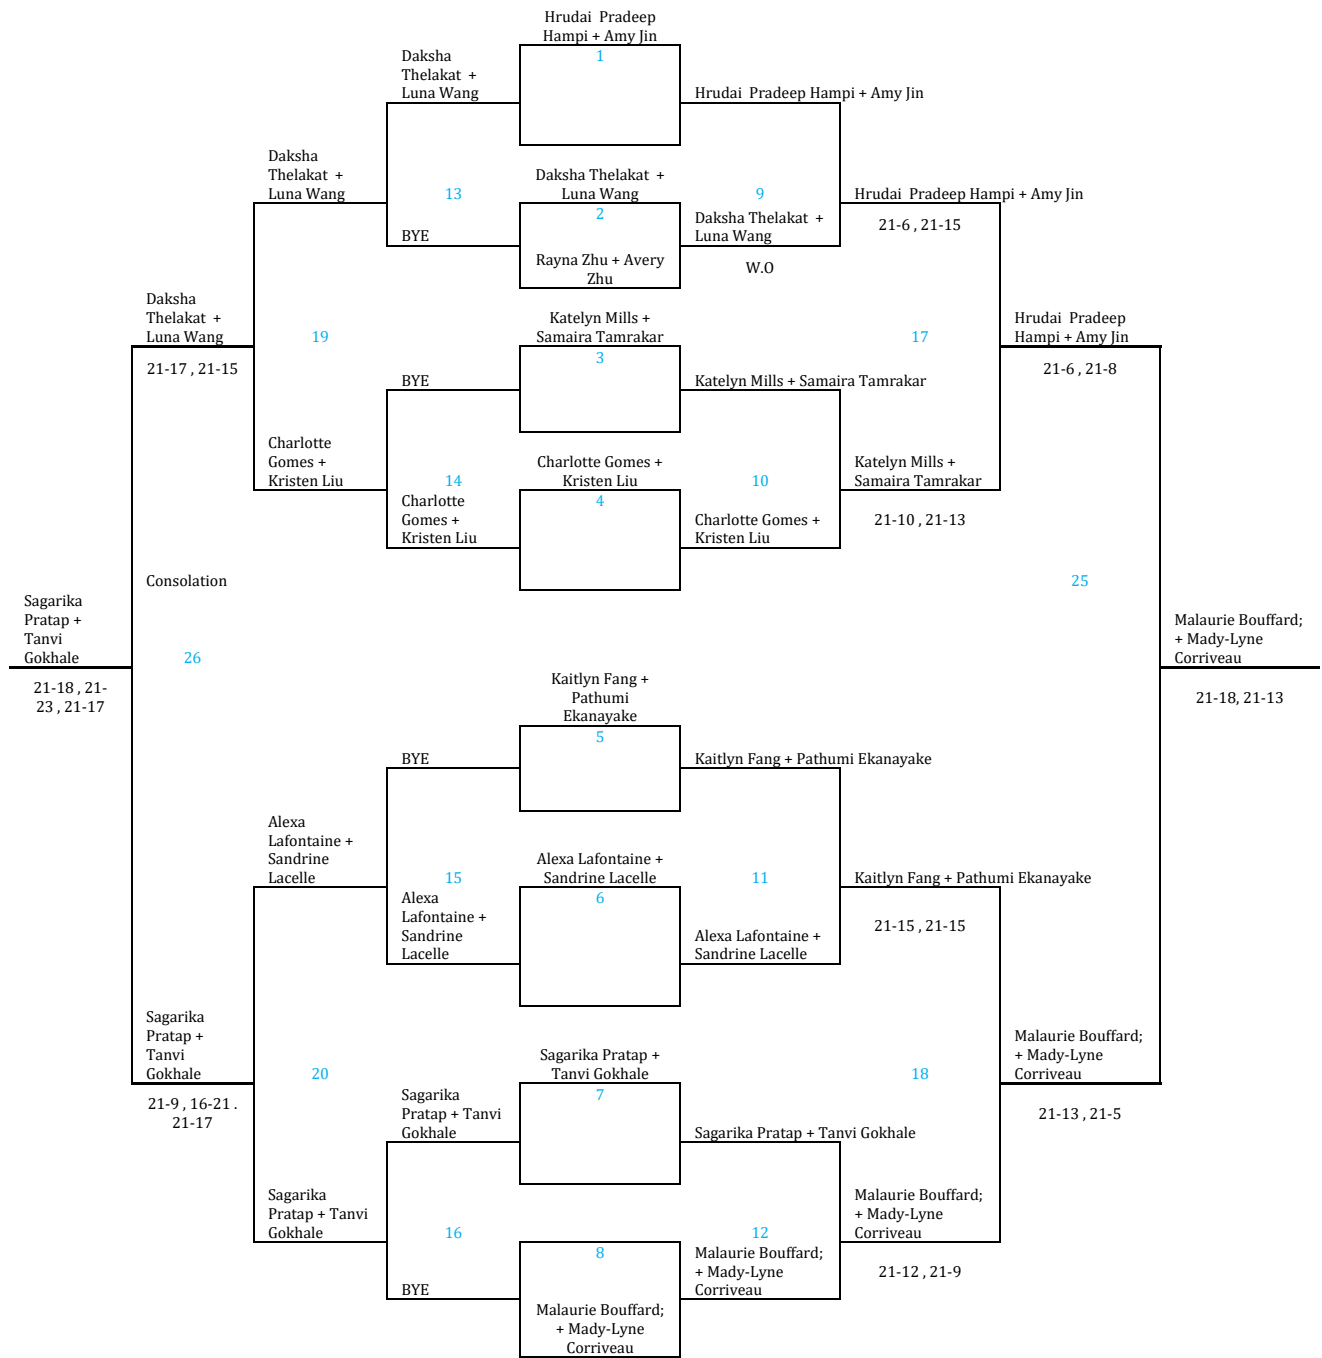 Hrudai Pradeep
Hampi + Amy Jin
Daksha
Thelakat +
Luna Wang
1
Hrudai Pradeep Hampi + Amy Jin
Daksha
Thelakat +
Luna Wang
13
Daksha Thelakat +
Luna Wang
9
Hrudai Pradeep Hampi + Amy Jin
2
Daksha Thelakat +
Luna Wang
21-6 , 21-15
BYE
Rayna Zhu + Avery
Zhu
W.O
Daksha
Thelakat +
Luna Wang
19
Katelyn Mills +
Samaira Tamrakar
17
Hrudai Pradeep
Hampi + Amy Jin
21-17 , 21-15
3
21-6 , 21-8
BYE
Katelyn Mills + Samaira Tamrakar
Charlotte
Gomes +
Kristen Liu
14
Charlotte Gomes +
Kristen Liu
10
Katelyn Mills +
Samaira Tamrakar
Charlotte
Gomes +
Kristen Liu
4
Charlotte Gomes +
Kristen Liu
21-10 , 21-13
Consolation
25
Sagarika
Pratap +
Tanvi
Gokhale
26
Malaurie Bouffard;
+ Mady-Lyne
Corriveau
21-18 , 21-
23 , 21-17
21-18, 21-13
Kaitlyn Fang +
Pathumi
Ekanayake
5
BYE
Kaitlyn Fang + Pathumi Ekanayake
Alexa
Lafontaine +
Sandrine
Lacelle
15
Alexa Lafontaine +
Sandrine Lacelle
11
Kaitlyn Fang + Pathumi Ekanayake
Alexa
Lafontaine +
Sandrine
Lacelle
6
Alexa Lafontaine +
Sandrine Lacelle
21-15 , 21-15
Sagarika
Pratap +
Tanvi
Gokhale
20
Sagarika Pratap +
Tanvi Gokhale
18
Malaurie Bouffard;
+ Mady-Lyne
Corriveau
21-9 , 16-21 .
21-17
Sagarika
Pratap + Tanvi
Gokhale
7
21-13 , 21-5
Sagarika Pratap + Tanvi Gokhale
Sagarika
Pratap + Tanvi
Gokhale
16
12
Malaurie Bouffard;
+ Mady-Lyne
Corriveau
8
Malaurie Bouffard;
+ Mady-Lyne
Corriveau
21-12 , 21-9
BYE
Malaurie Bouffard;
+ Mady-Lyne
Corriveau